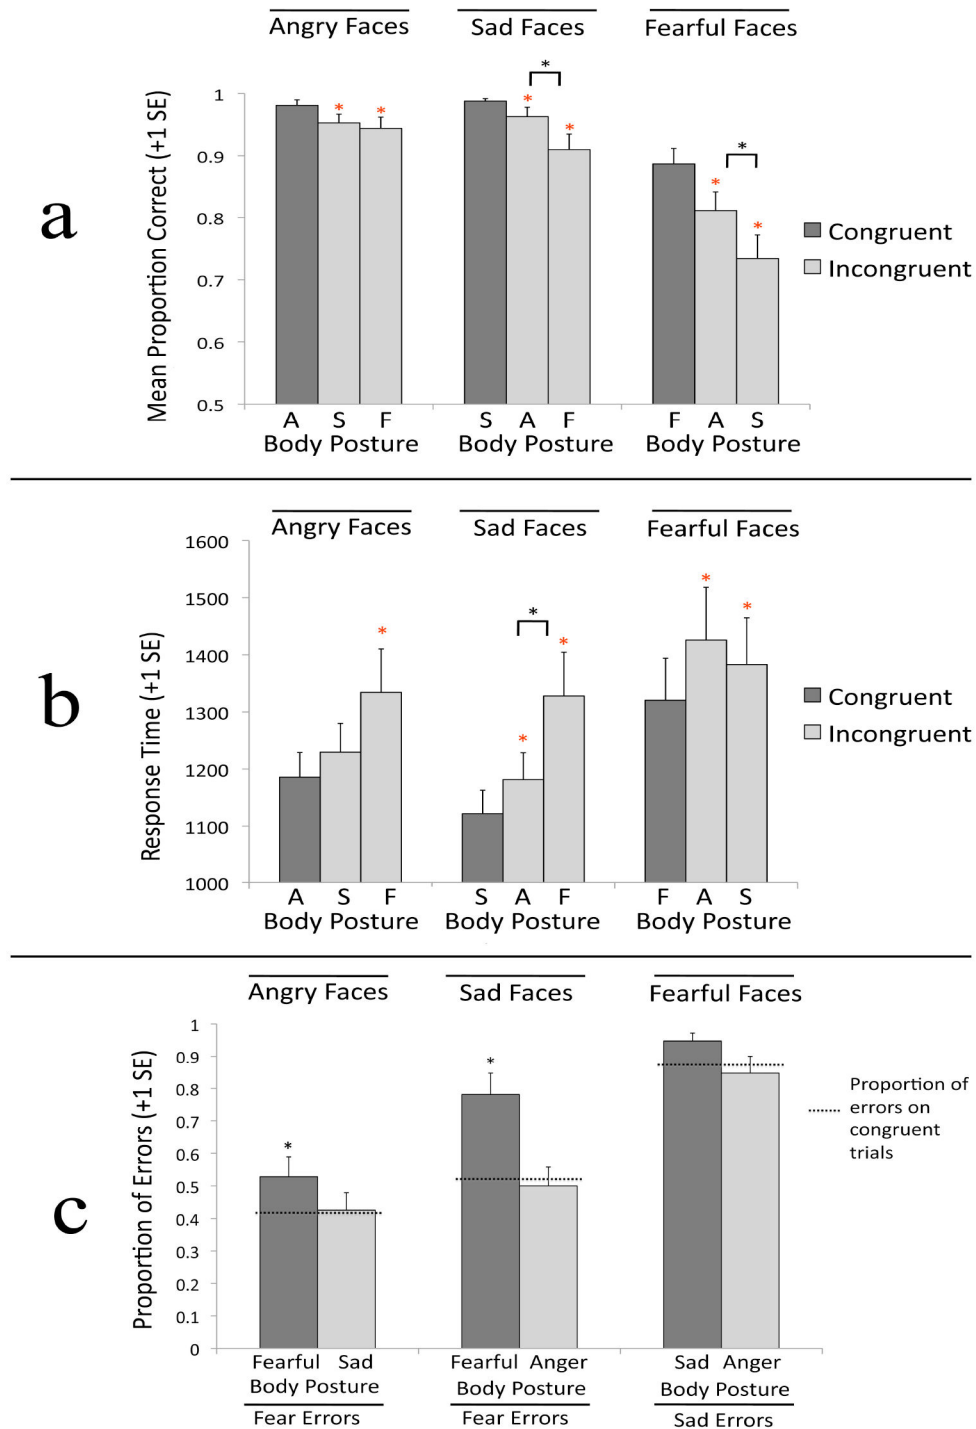 Angry Faces Sad Faces Fearful Faces
* *
* * * * *
* *
a
Mean Proportion Correct (+1 SE)
1
0.9
0.8
0.7
0.6
0.5
A S F S A F F A S
Body Posture Body Posture Body Posture
Congruent
Incongruent
Angry Faces Sad Faces Fearful Faces
b
Response Time (+1 SE)
1600
1500
1400
1300
1200
1100
1000
* * * * * *
A S F S A F F A S
Body Posture Body Posture Body Posture
Congruent
Incongruent
Angry Faces Sad Faces Fearful Faces
c
Proportion of Errors (+1 SE)
1
0.9
0.8
0.7
0.6
0.5
0.4
0.3
0.2
0.1
0
* *
Fearful Sad Fearful Anger Sad Anger
Body Posture Body Posture Body Posture
Fear Errors Fear Errors Sad Errors
Proportion of
errors on
congruent
trials